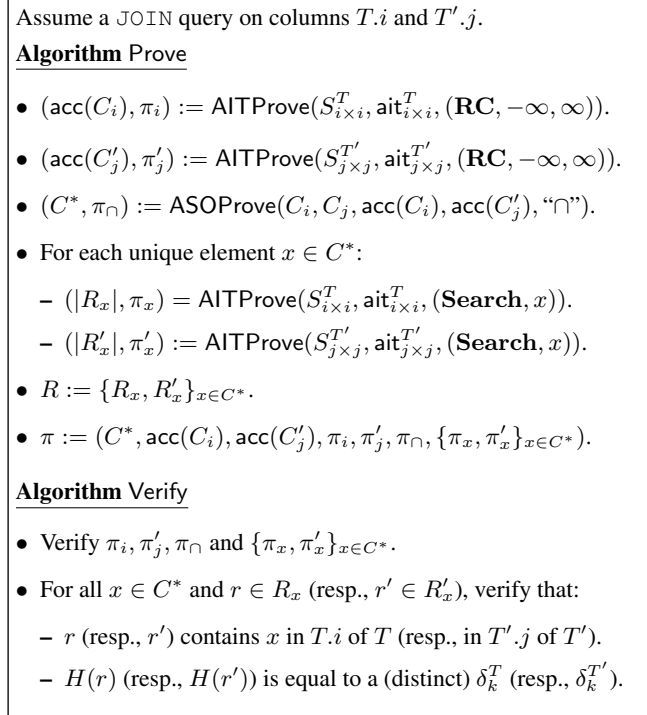 Assume a JOIN query on columns T.i and T′.j.
Algorithm Prove
• (acc(C_i), π_i) := AITProve(S^T_{i×i}, ait^T_{i×i}, (RC, −∞, ∞)).
• (acc(C′_j), π′_j) := AITProve(S^{T′}_{j×j}, ait^{T′}_{j×j}, (RC, −∞, ∞)).
• (C*, π_∩) := ASOProve(C_i, C_j, acc(C_i), acc(C′_j), “∩”).
• For each unique element x ∈ C*:
– (|R_x|, π_x) = AITProve(S^T_{i×i}, ait^T_{i×i}, (Search, x)).
– (|R′_x|, π′_x) := AITProve(S^{T′}_{j×j}, ait^{T′}_{j×j}, (Search, x)).
• R := {R_x, R′_x}_{x∈C*}.
• π := (C*, acc(C_i), acc(C′_j), π_i, π′_j, π_∩, {π_x, π′_x}_{x∈C*}).
Algorithm Verify
• Verify π_i, π′_j, π_∩ and {π_x, π′_x}_{x∈C*}.
• For all x ∈ C* and r ∈ R_x (resp., r′ ∈ R′_x), verify that:
– r (resp., r′) contains x in T.i of T (resp., in T′.j of T′).
– H(r) (resp., H(r′)) is equal to a (distinct) δ^T_k (resp., δ^{T′}_k).